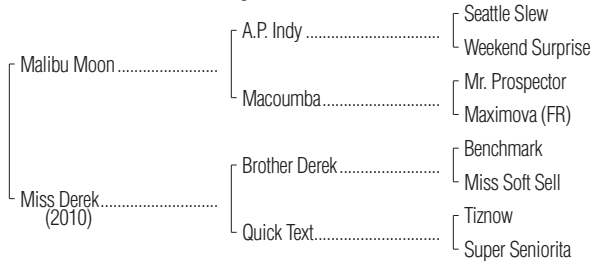 Seattle Slew
A.P. Indy ..............................
Weekend Surprise
Malibu Moon .......................
Mr. Prospector
Macoumba ...........................
Maximova (FR)
Benchmark
Brother Derek ......................
Miss Soft Sell
Miss Derek ..........................
(2010)
Tiznow
Quick Text ...........................
Super Seniorita